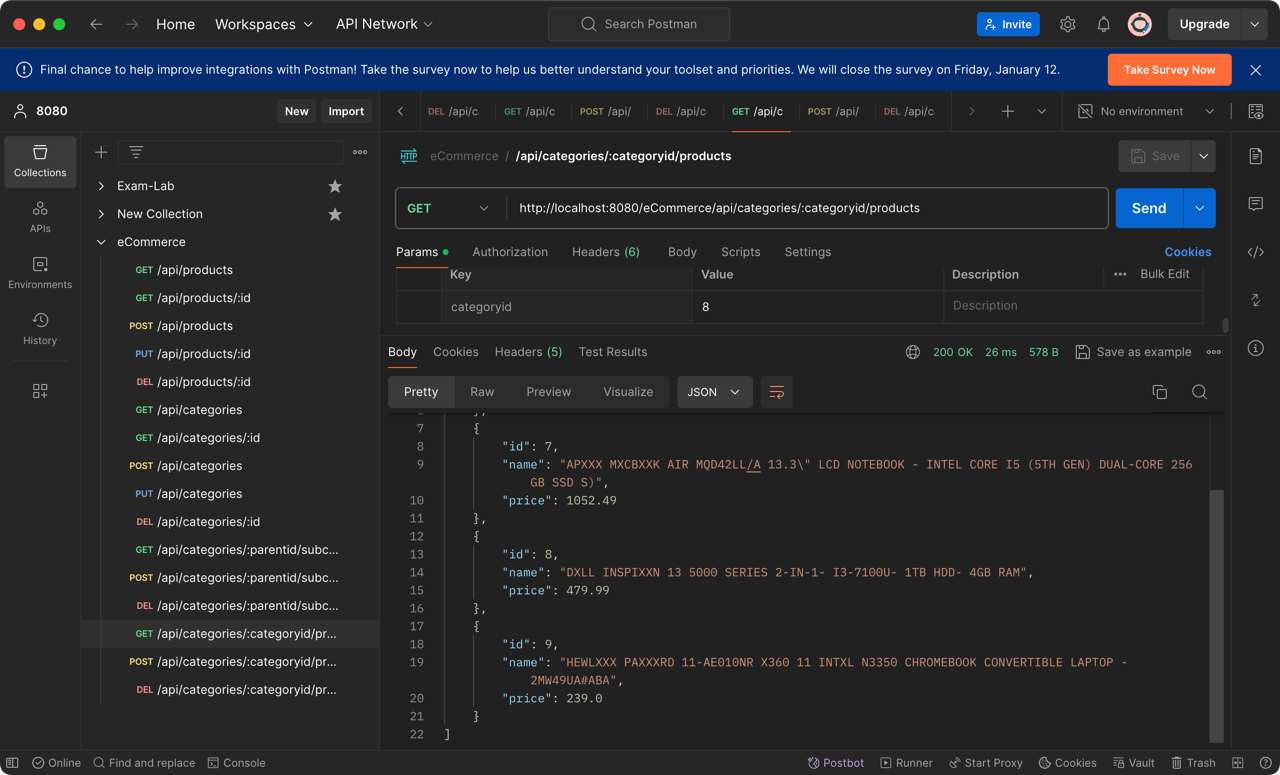 Home Workspaces API Network Search Postman Invite Upgrade
Final chance to help improve integrations with Postman! Take the survey now to help us better understand your toolset and priorities. We will close the survey on Friday, January 12. Take Survey Now
8080 New Import
DEL /api/c GET /api/c POST /api/ DEL /api/c GET /api/c POST /api/ DEL /api/c No environment
Collections
APIs
Environments
History
Exam-Lab
New Collection
eCommerce
GET /api/products
GET /api/products/:id
POST /api/products
PUT /api/products/:id
DEL /api/products/:id
GET /api/categories
GET /api/categories/:id
POST /api/categories
PUT /api/categories
DEL /api/categories/:id
GET /api/categories/:parentid/subc...
POST /api/categories/:parentid/subc...
DEL /api/categories/:parentid/subc...
GET /api/categories/:categoryid/pr...
POST /api/categories/:categoryid/pr...
DEL /api/categories/:categoryid/pr...
HTTP eCommerce / /api/categories/:categoryid/products Save
GET http://localhost:8080/eCommerce/api/categories/:categoryid/products Send
Params Authorization Headers (6) Body Scripts Settings Cookies
Key Value Description Bulk Edit
categoryid 8 Description
Body Cookies Headers (5) Test Results 200 OK 26 ms 578 B Save as example
Pretty Raw Preview Visualize JSON
7 {
8 "id": 7,
9 "name": "APXXX MXCBXXK AIR MQD42LL/A 13.3\" LCD NOTEBOOK - INTEL CORE I5 (5TH GEN) DUAL-CORE 256
GB SSD S)",
10 "price": 1052.49
11 },
12 {
13 "id": 8,
14 "name": "DXLL INSPIXXN 13 5000 SERIES 2-IN-1- I3-7100U- 1TB HDD- 4GB RAM",
15 "price": 479.99
16 },
17 {
18 "id": 9,
19 "name": "HEWLXXX PAXXXRD 11-AE010NR X360 11 INTXL N3350 CHROMEBOOK CONVERTIBLE LAPTOP -
2MW49UA#ABA",
20 "price": 239.0
21 }
22 ]
Online Find and replace Console Postbot Runner Start Proxy Cookies Vault Trash